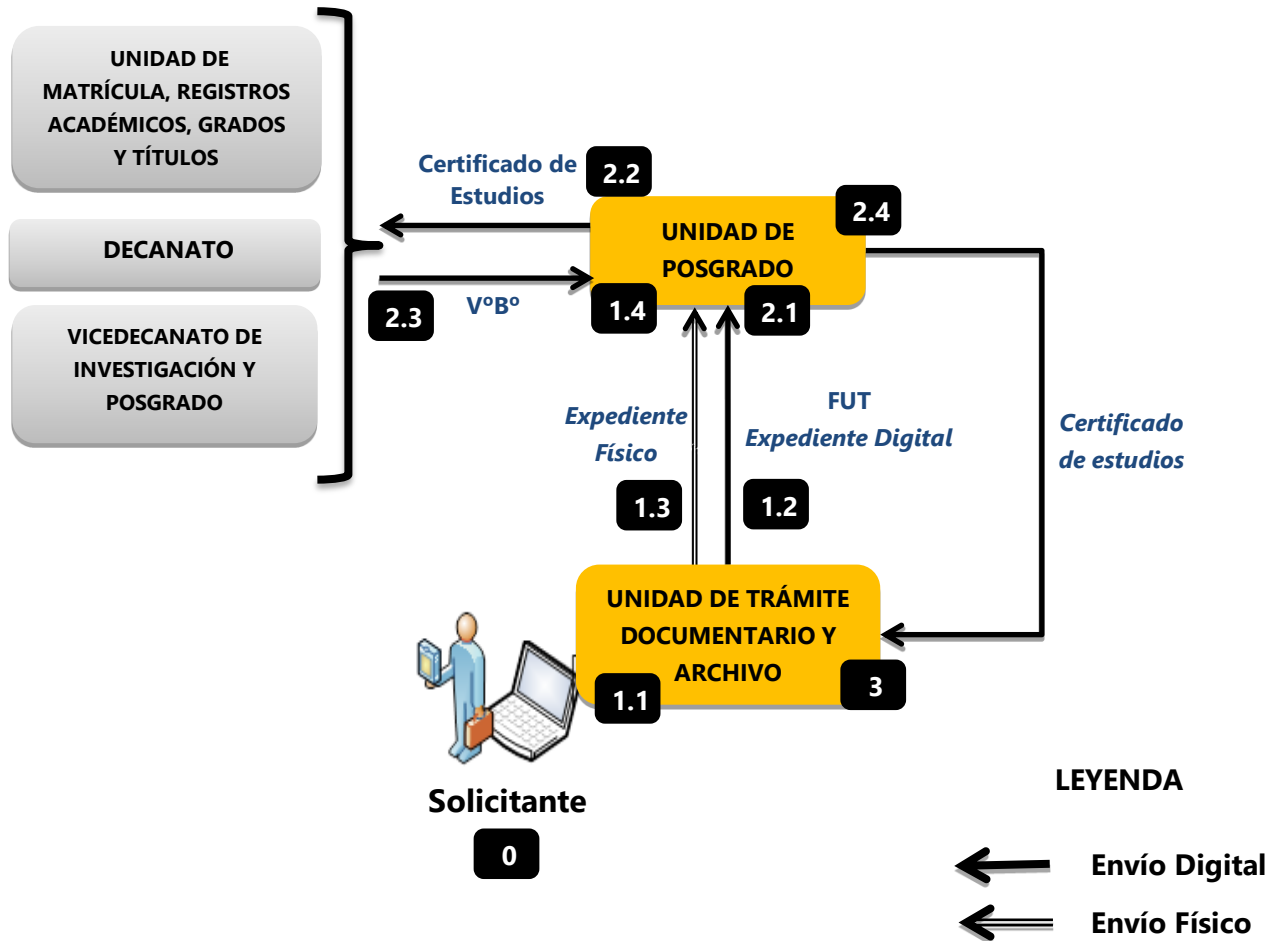 UNIDAD DE
MATRÍCULA, REGISTROS
ACADÉMICOS, GRADOS
Y TÍTULOS
DECANATO
VICEDECANATO DE
INVESTIGACIÓN Y
POSGRADO
Certificado de
Estudios
2.2
2.3
VºBº
UNIDAD DE
POSGRADO
2.4
1.4
2.1
Expediente
Físico
1.3
FUT
Expediente Digital
1.2
Certificado
de estudios
UNIDAD DE TRÁMITE
DOCUMENTARIO Y
ARCHIVO
1.1
3
Solicitante
0
LEYENDA
Envío Digital
Envío Físico